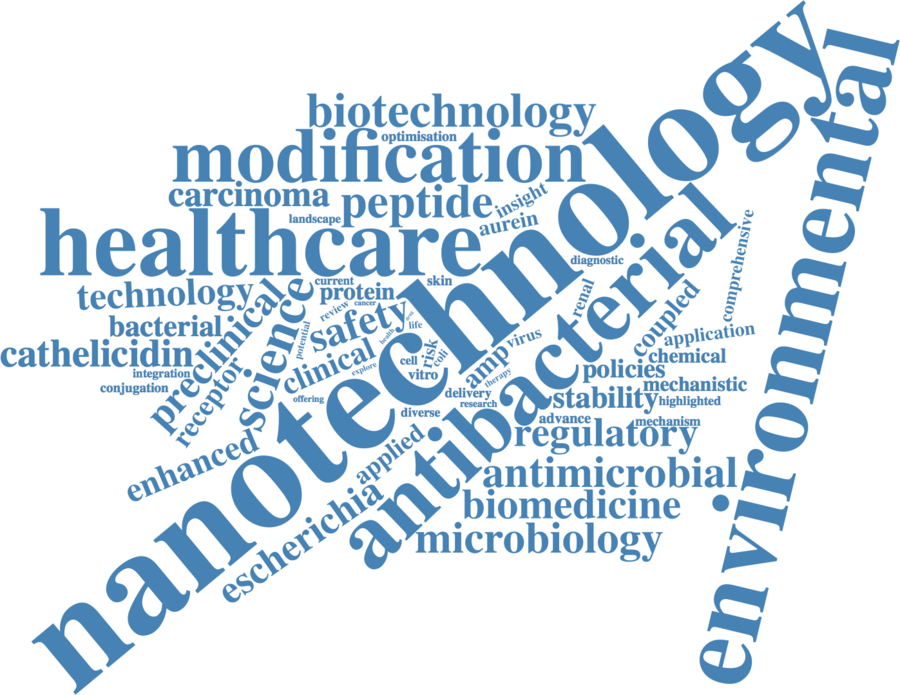 nanotechnology
environmental
biotechnology
optimisation
modification
carcinoma
peptide
insight
landscape
aurein
healthcare
antibacterial
diagnostic
comprehensive
technology
current
skin
protein
cancer
review
preclinical
science
safety
health
life
renal
coupled
bacterial
potential
virus
application
cathelicidin
integration
conjugation
receptor
clinical
explore
cell
risk
coli
vitro
amp
therapy
chemical
policies
mechanistic
offering
delivery
research
diverse
stability
highlighted
advance
mechanism
enhanced
applied
regulatory
escherichia
antimicrobial
biomedicine
microbiology